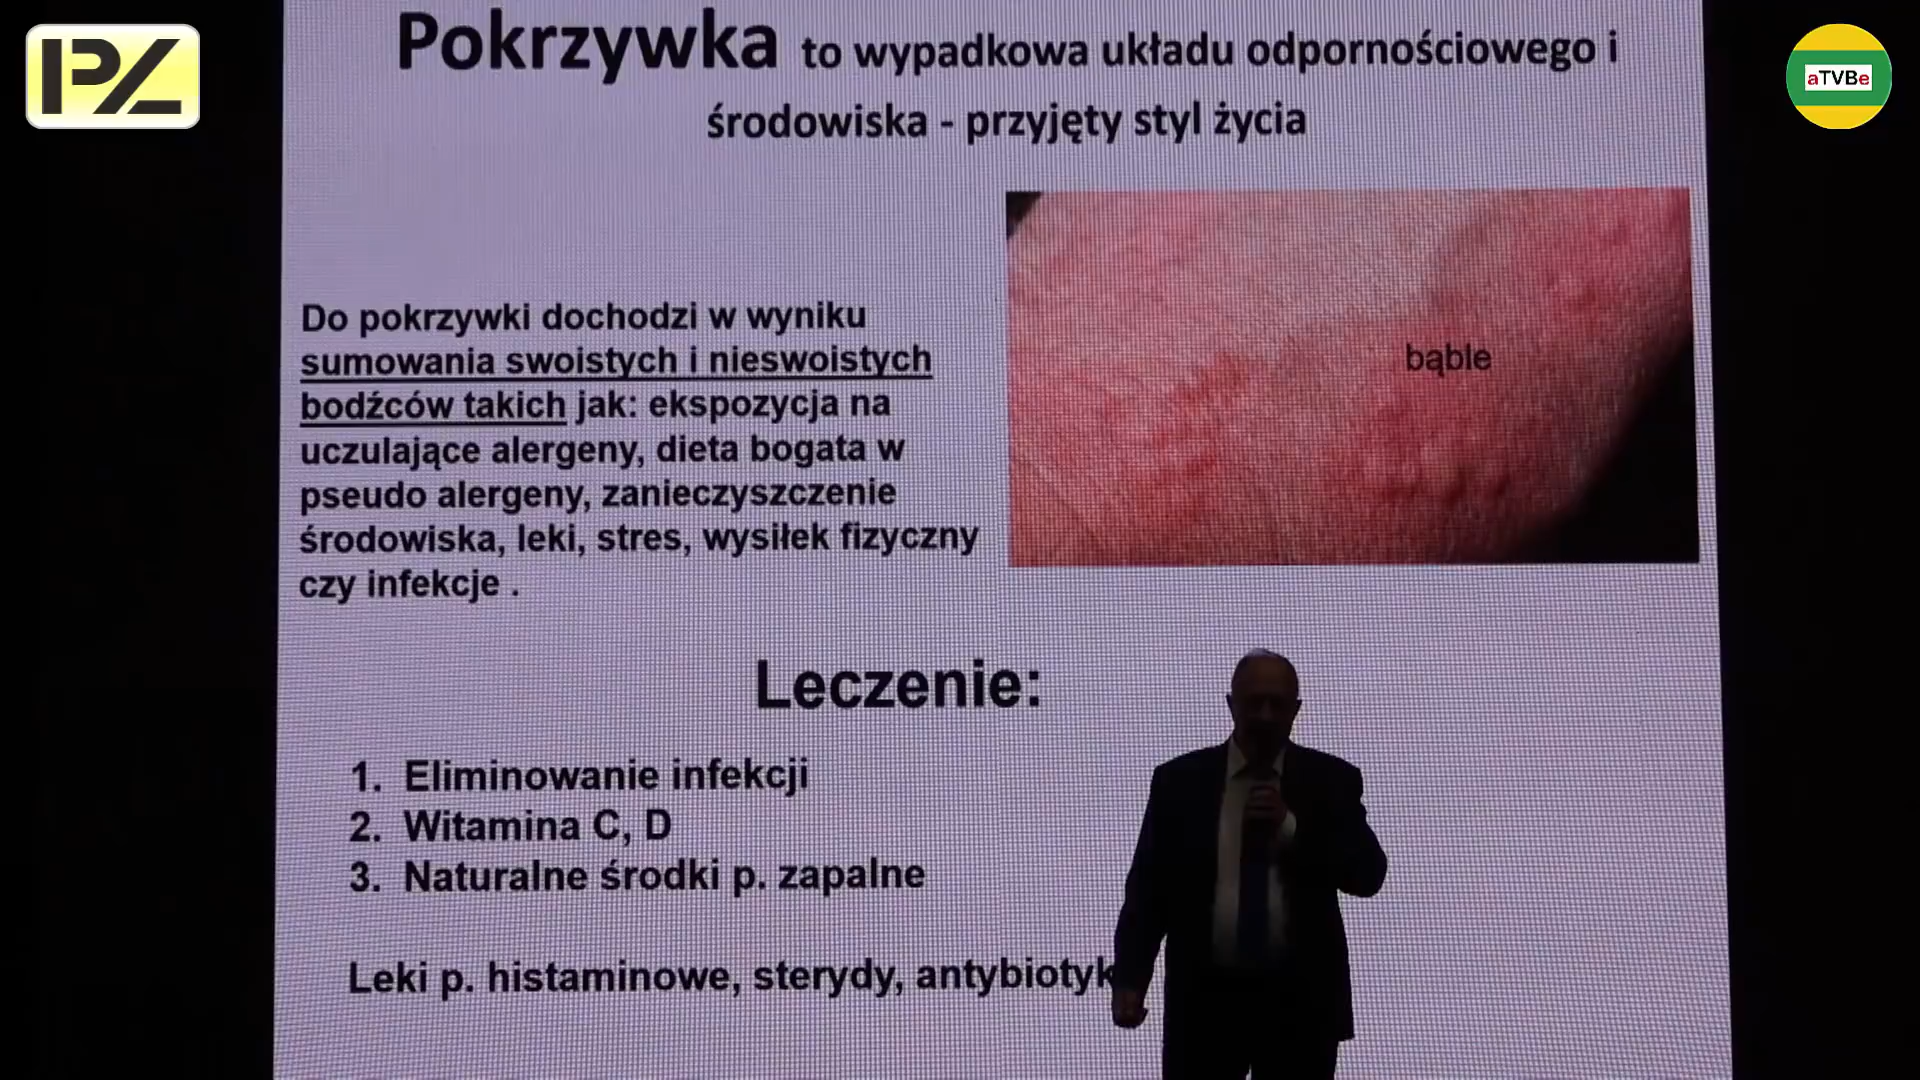 PZ
aTVBe
Pokrzywka to wypadkowa układu odpornościowego i
środowiska - przyjęty styl życia
Do pokrzywki dochodzi w wyniku
sumowania swoistych i nieswoistych
bodźców takich jak: ekspozycja na
uczulające alergeny, dieta bogata w
pseudo alergeny, zanieczyszczenie
środowiska, leki, stres, wysiłek fizyczny
czy infekcje .
bąble
Leczenie:
1. Eliminowanie infekcji
2. Witamina C, D
3. Naturalne środki p. zapalne
Leki p. histaminowe, sterydy, antybiotyk